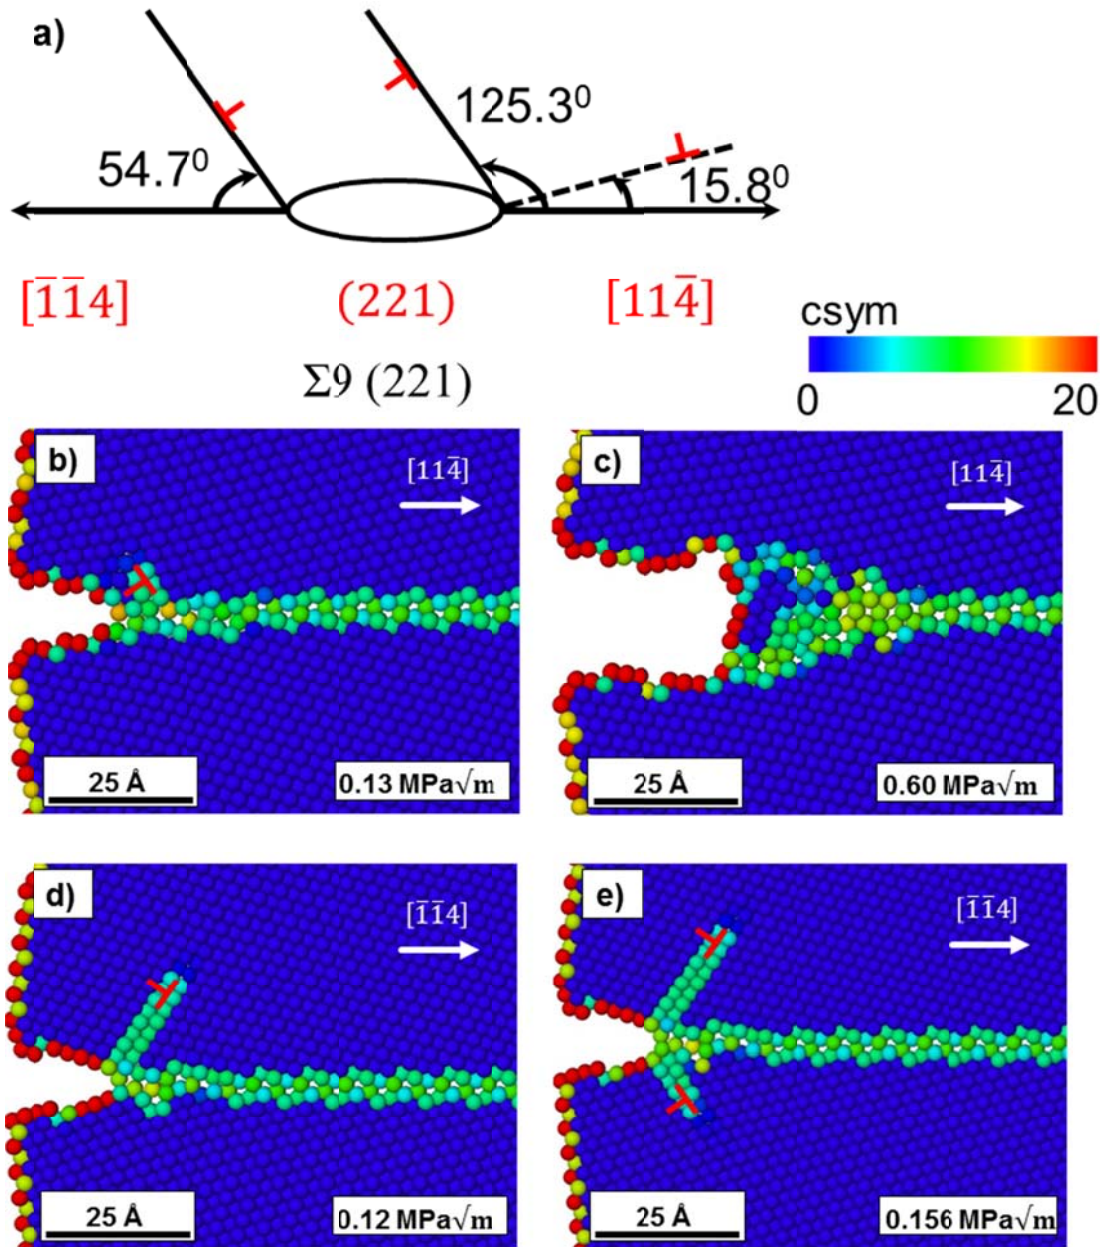 a)
125.3⁰
54.7⁰
15.8⁰
[1̅1̅4] (221) [114̅]
csym
0 20
Σ9 (221)
b) [114̅]
25 Å 0.13 MPa√m
c) [114̅]
25 Å 0.60 MPa√m
d) [1̅1̅4]
25 Å 0.12 MPa√m
e) [1̅1̅4]
25 Å 0.156 MPa√m